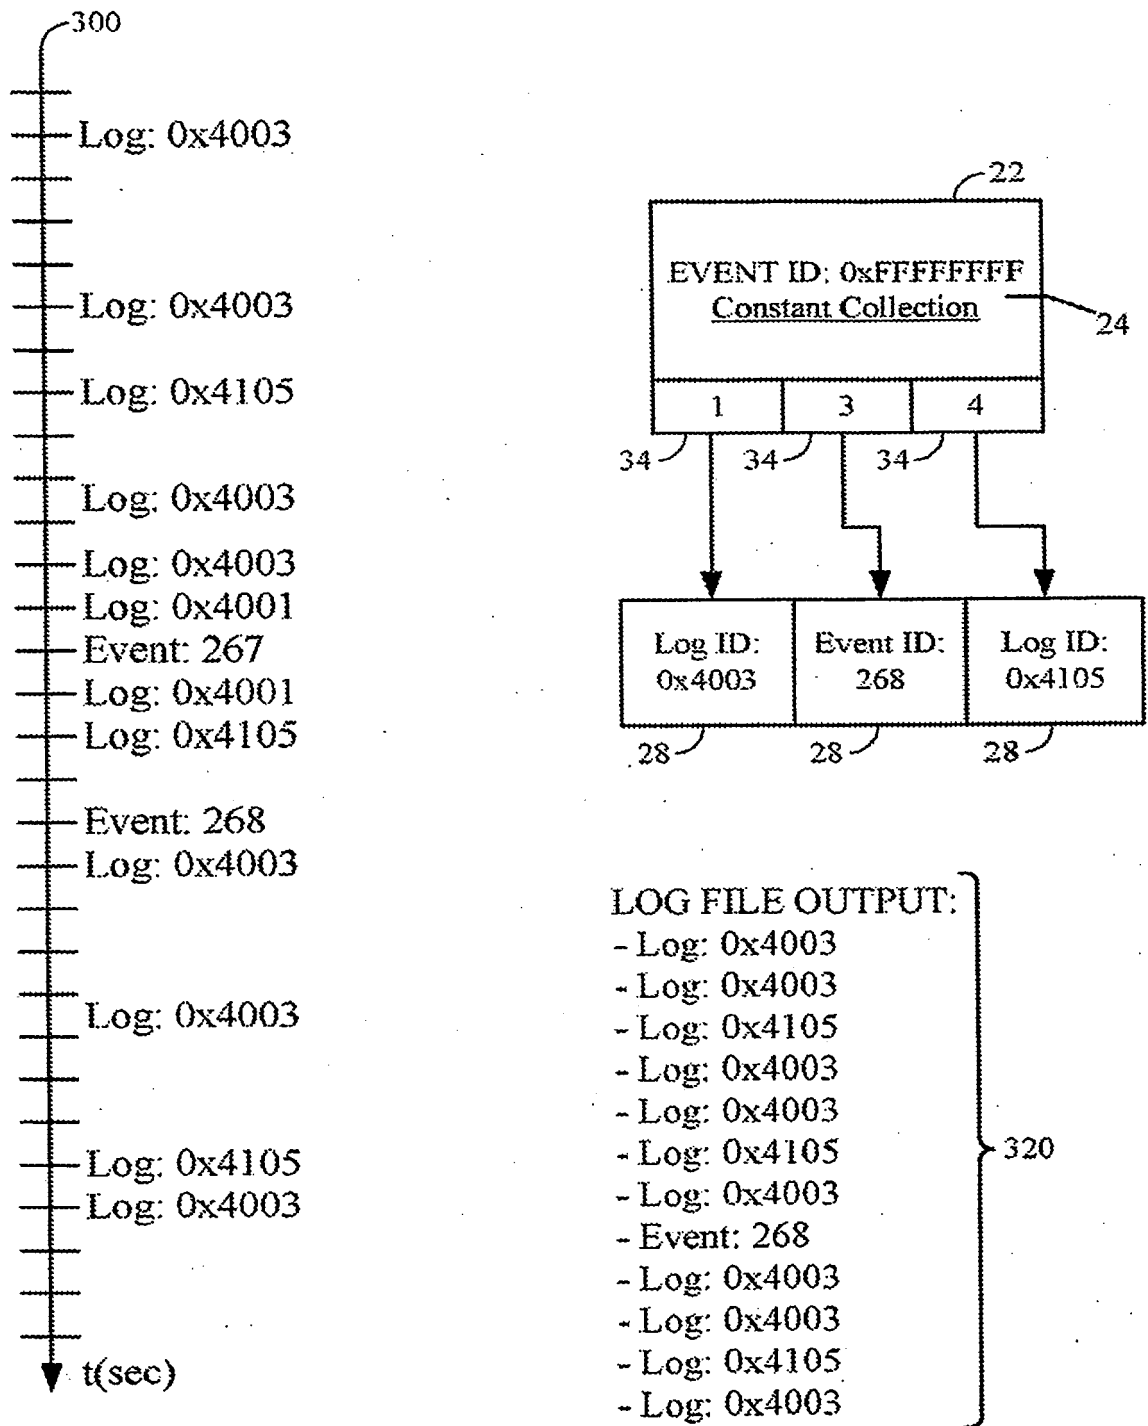 300
Log: 0x4003
Log: 0x4003
Log: 0x4105
Log: 0x4003
Log: 0x4003
Log: 0x4001
Event: 267
Log: 0x4001
Log: 0x4105
Event: 268
Log: 0x4003
Log: 0x4003
Log: 0x4105
Log: 0x4003
t(sec)
22
EVENT ID: 0xFFFFFFFF
Constant Collection
24
1 3 4
34 34 34
Log ID: Event ID: Log ID:
0x4003 268 0x4105
28 28 28
LOG FILE OUTPUT:
- Log: 0x4003
- Log: 0x4003
- Log: 0x4105
- Log: 0x4003
- Log: 0x4003
- Log: 0x4105
- Log: 0x4003
- Event: 268
- Log: 0x4003
- Log: 0x4003
- Log: 0x4105
- Log: 0x4003
320